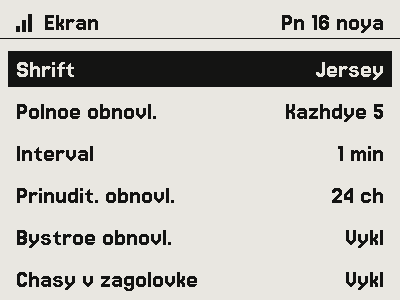 Ekran Pn 16 noya
Shrift Jersey
Polnoe obnovl. Kazhdye 5
Interval 1 min
Prinudit. obnovl. 24 ch
Bystroe obnovl. Vykl
Chasy v zagolovke Vykl